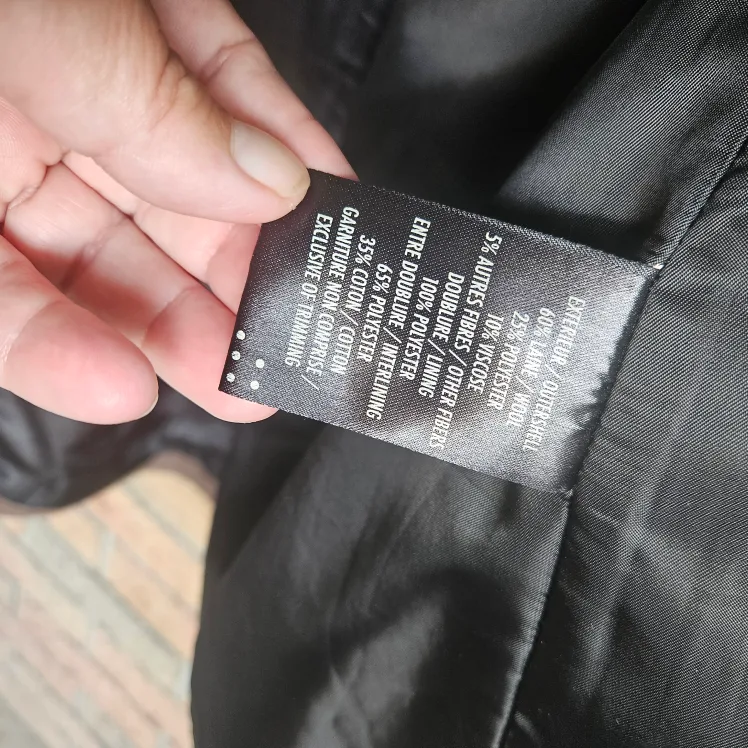 EXTERIEUR / OUTERSHELL
60% LAINE / WOOL
25% POLYESTER
10% VISCOSE
5% AUTRES FIBRES / OTHER FIBERS
DOUBLURE / LINING
100% POLYESTER
ENTRE DOUBLURE / INTERLINING
65% POLYESTER
35% COTON / COTTON
GARNITURE NON COMPRISE /
EXCLUSIVE OF TRIMMING